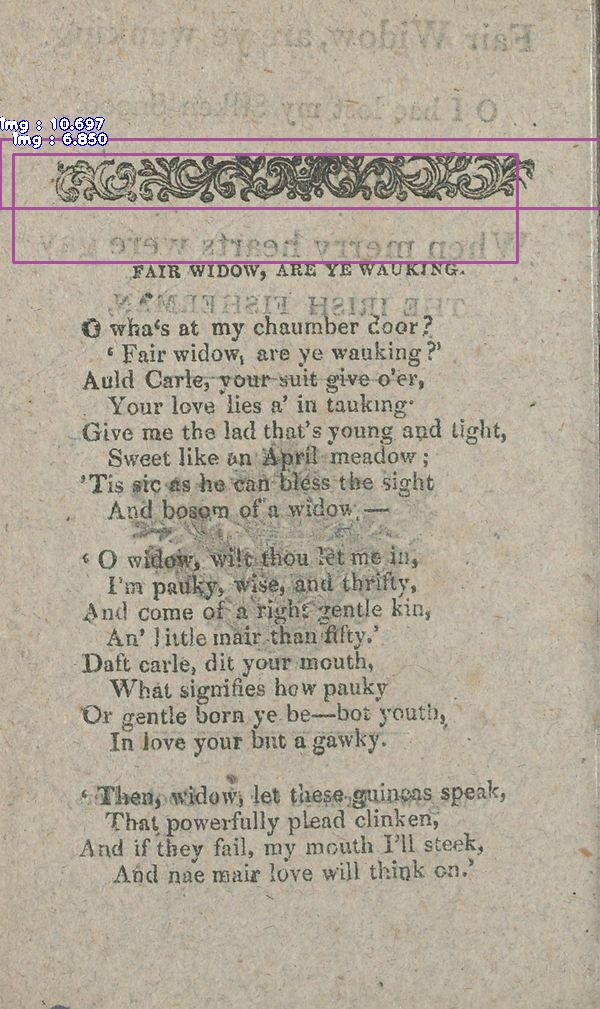 Img : 10.697
Img : 6.850
FAIR WIDOW, ARE YE WAUKING.
O wha's at my chaumber door?
‘ Fair widow, are ye wauking?’
Auld Carle, your suit give o'er,
Your love lies a' in tauking.
Give me the lad that's young and tight,
Sweet like an April meadow;
'Tis sic as he can bless the sight
And bosom of a widow.—
‘ O widow, wilt thou let me in,
I'm pauky, wise, and thrifty,
And come of a right gentle kin,
An' little mair than fifty.’
Daft carle, dit your mouth,
What signifies how pauky
Or gentle born ye be—bot youth,
In love your but a gawky.
‘ Then, widow, let these guineas speak,
That powerfully plead clinken,
And if they fail, my mouth I'll steek,
And nae mair love will think on.’